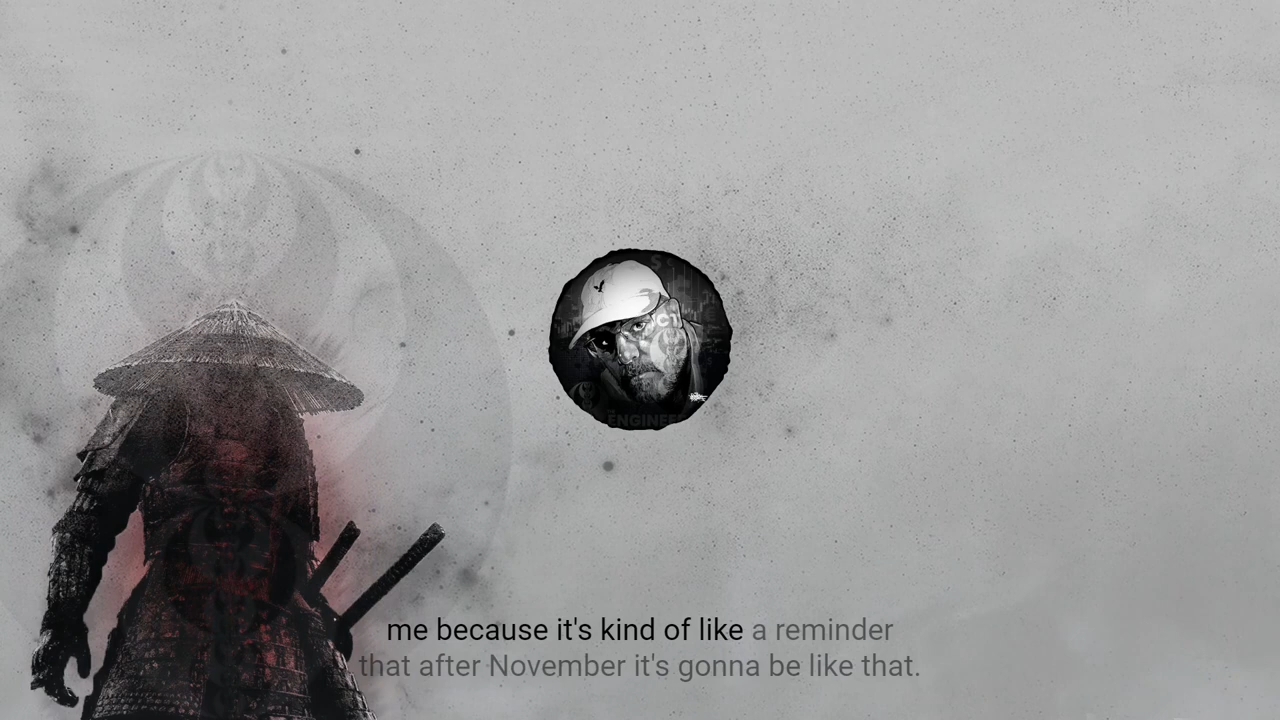 me because it's kind of like a reminder
that after November it's gonna be like that.